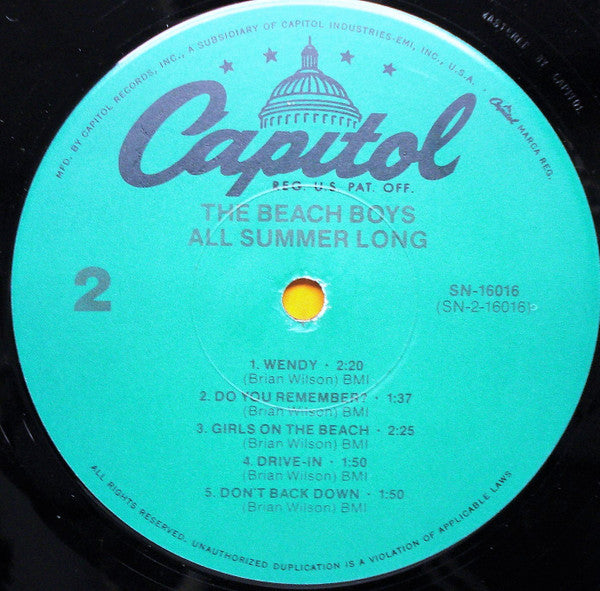 MFD. BY CAPITOL RECORDS, INC., A SUBSIDIARY OF CAPITOL INDUSTRIES-EMI, INC., U.S.A. · Capitol MARCA REG.
MASTERED BY CAPITOL
Capitol
REG. U.S. PAT. OFF.
THE BEACH BOYS
ALL SUMMER LONG
2
SN-16016
(SN-2-16016)
1. WENDY · 2:20
(Brian Wilson) BMI
2. DO YOU REMEMBER? · 1:37
(Brian Wilson) BMI
3. GIRLS ON THE BEACH · 2:25
(Brian Wilson) BMI
4. DRIVE-IN · 1:50
(Brian Wilson) BMI
5. DON'T BACK DOWN · 1:50
(Brian Wilson) BMI
ALL RIGHTS RESERVED. UNAUTHORIZED DUPLICATION IS A VIOLATION OF APPLICABLE LAWS